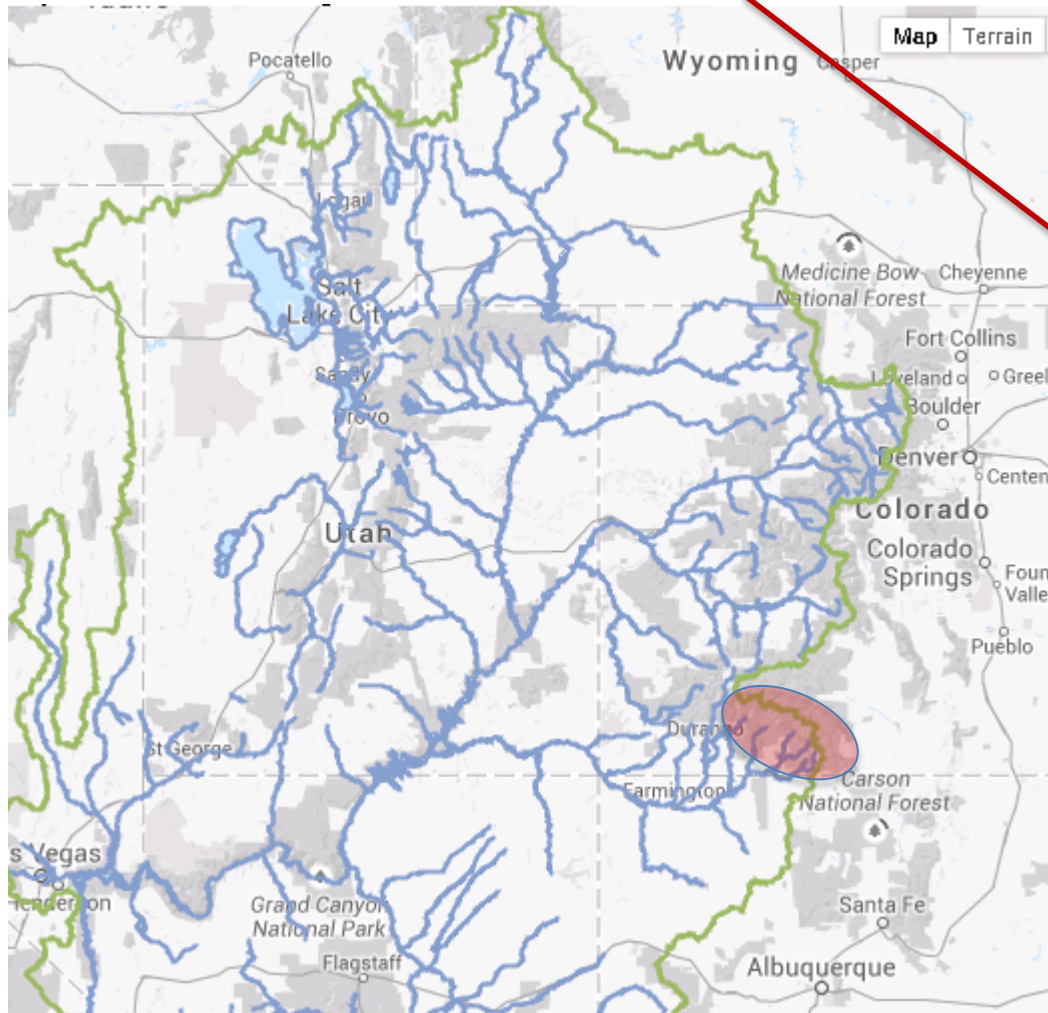 Pocatello
Wyoming
Casper
Map
Terrain
Logan
Medicine Bow
National Forest
Cheyenne
Salt
Lake City
Fort Collins
Loveland
Greel
Sandy
Provo
Boulder
Denver
Centen
Utah
Colorado
Colorado
Springs
Foun
Valle
Pueblo
St George
Durango
Farmington
Carson
National Forest
s Vegas
Henderson
Grand Canyon
National Park
Flagstaff
Santa Fe
Albuquerque